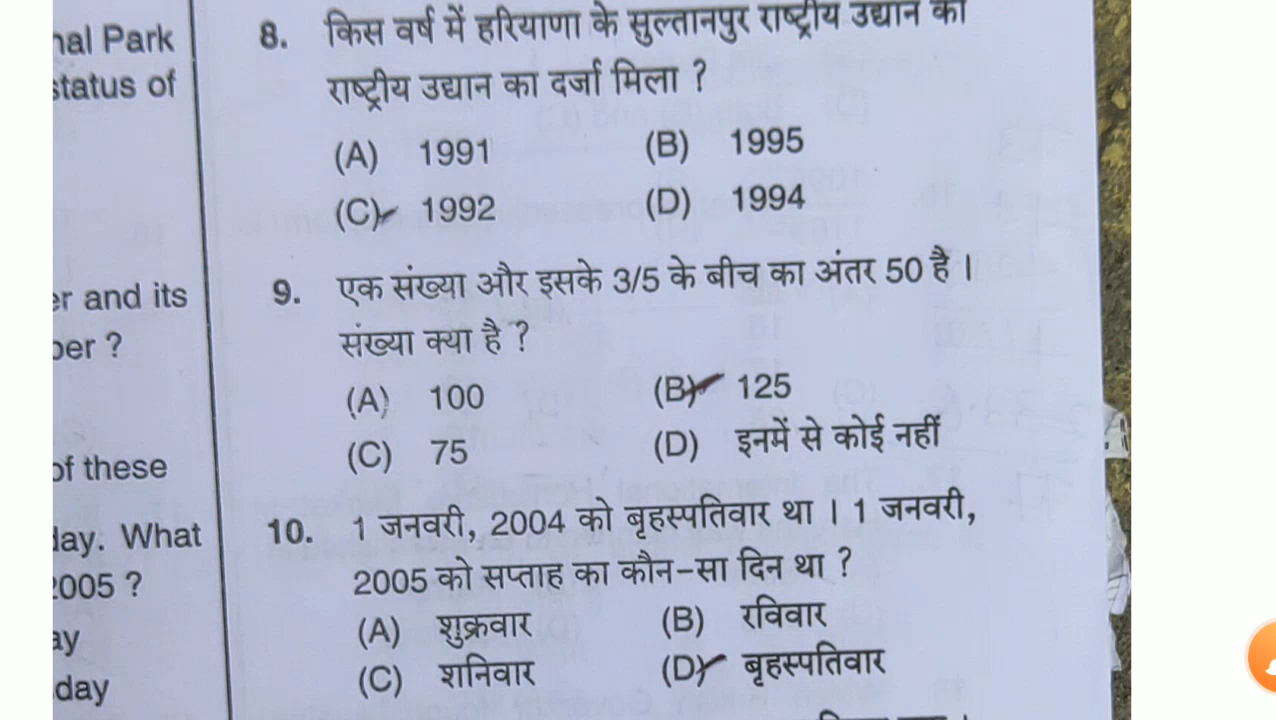 nal Park
status of
er and its
ber ?
of these
day. What
2005 ?
ay
day
8. किस वर्ष में हरियाणा के सुल्तानपुर राष्ट्रीय उद्यान को
राष्ट्रीय उद्यान का दर्जा मिला ?
(A) 1991 (B) 1995
(C) 1992 (D) 1994
9. एक संख्या और इसके 3/5 के बीच का अंतर 50 है ।
संख्या क्या है ?
(A) 100 (B) 125
(C) 75 (D) इनमें से कोई नहीं
10. 1 जनवरी, 2004 को बृहस्पतिवार था । 1 जनवरी,
2005 को सप्ताह का कौन-सा दिन था ?
(A) शुक्रवार (B) रविवार
(C) शनिवार (D) बृहस्पतिवार